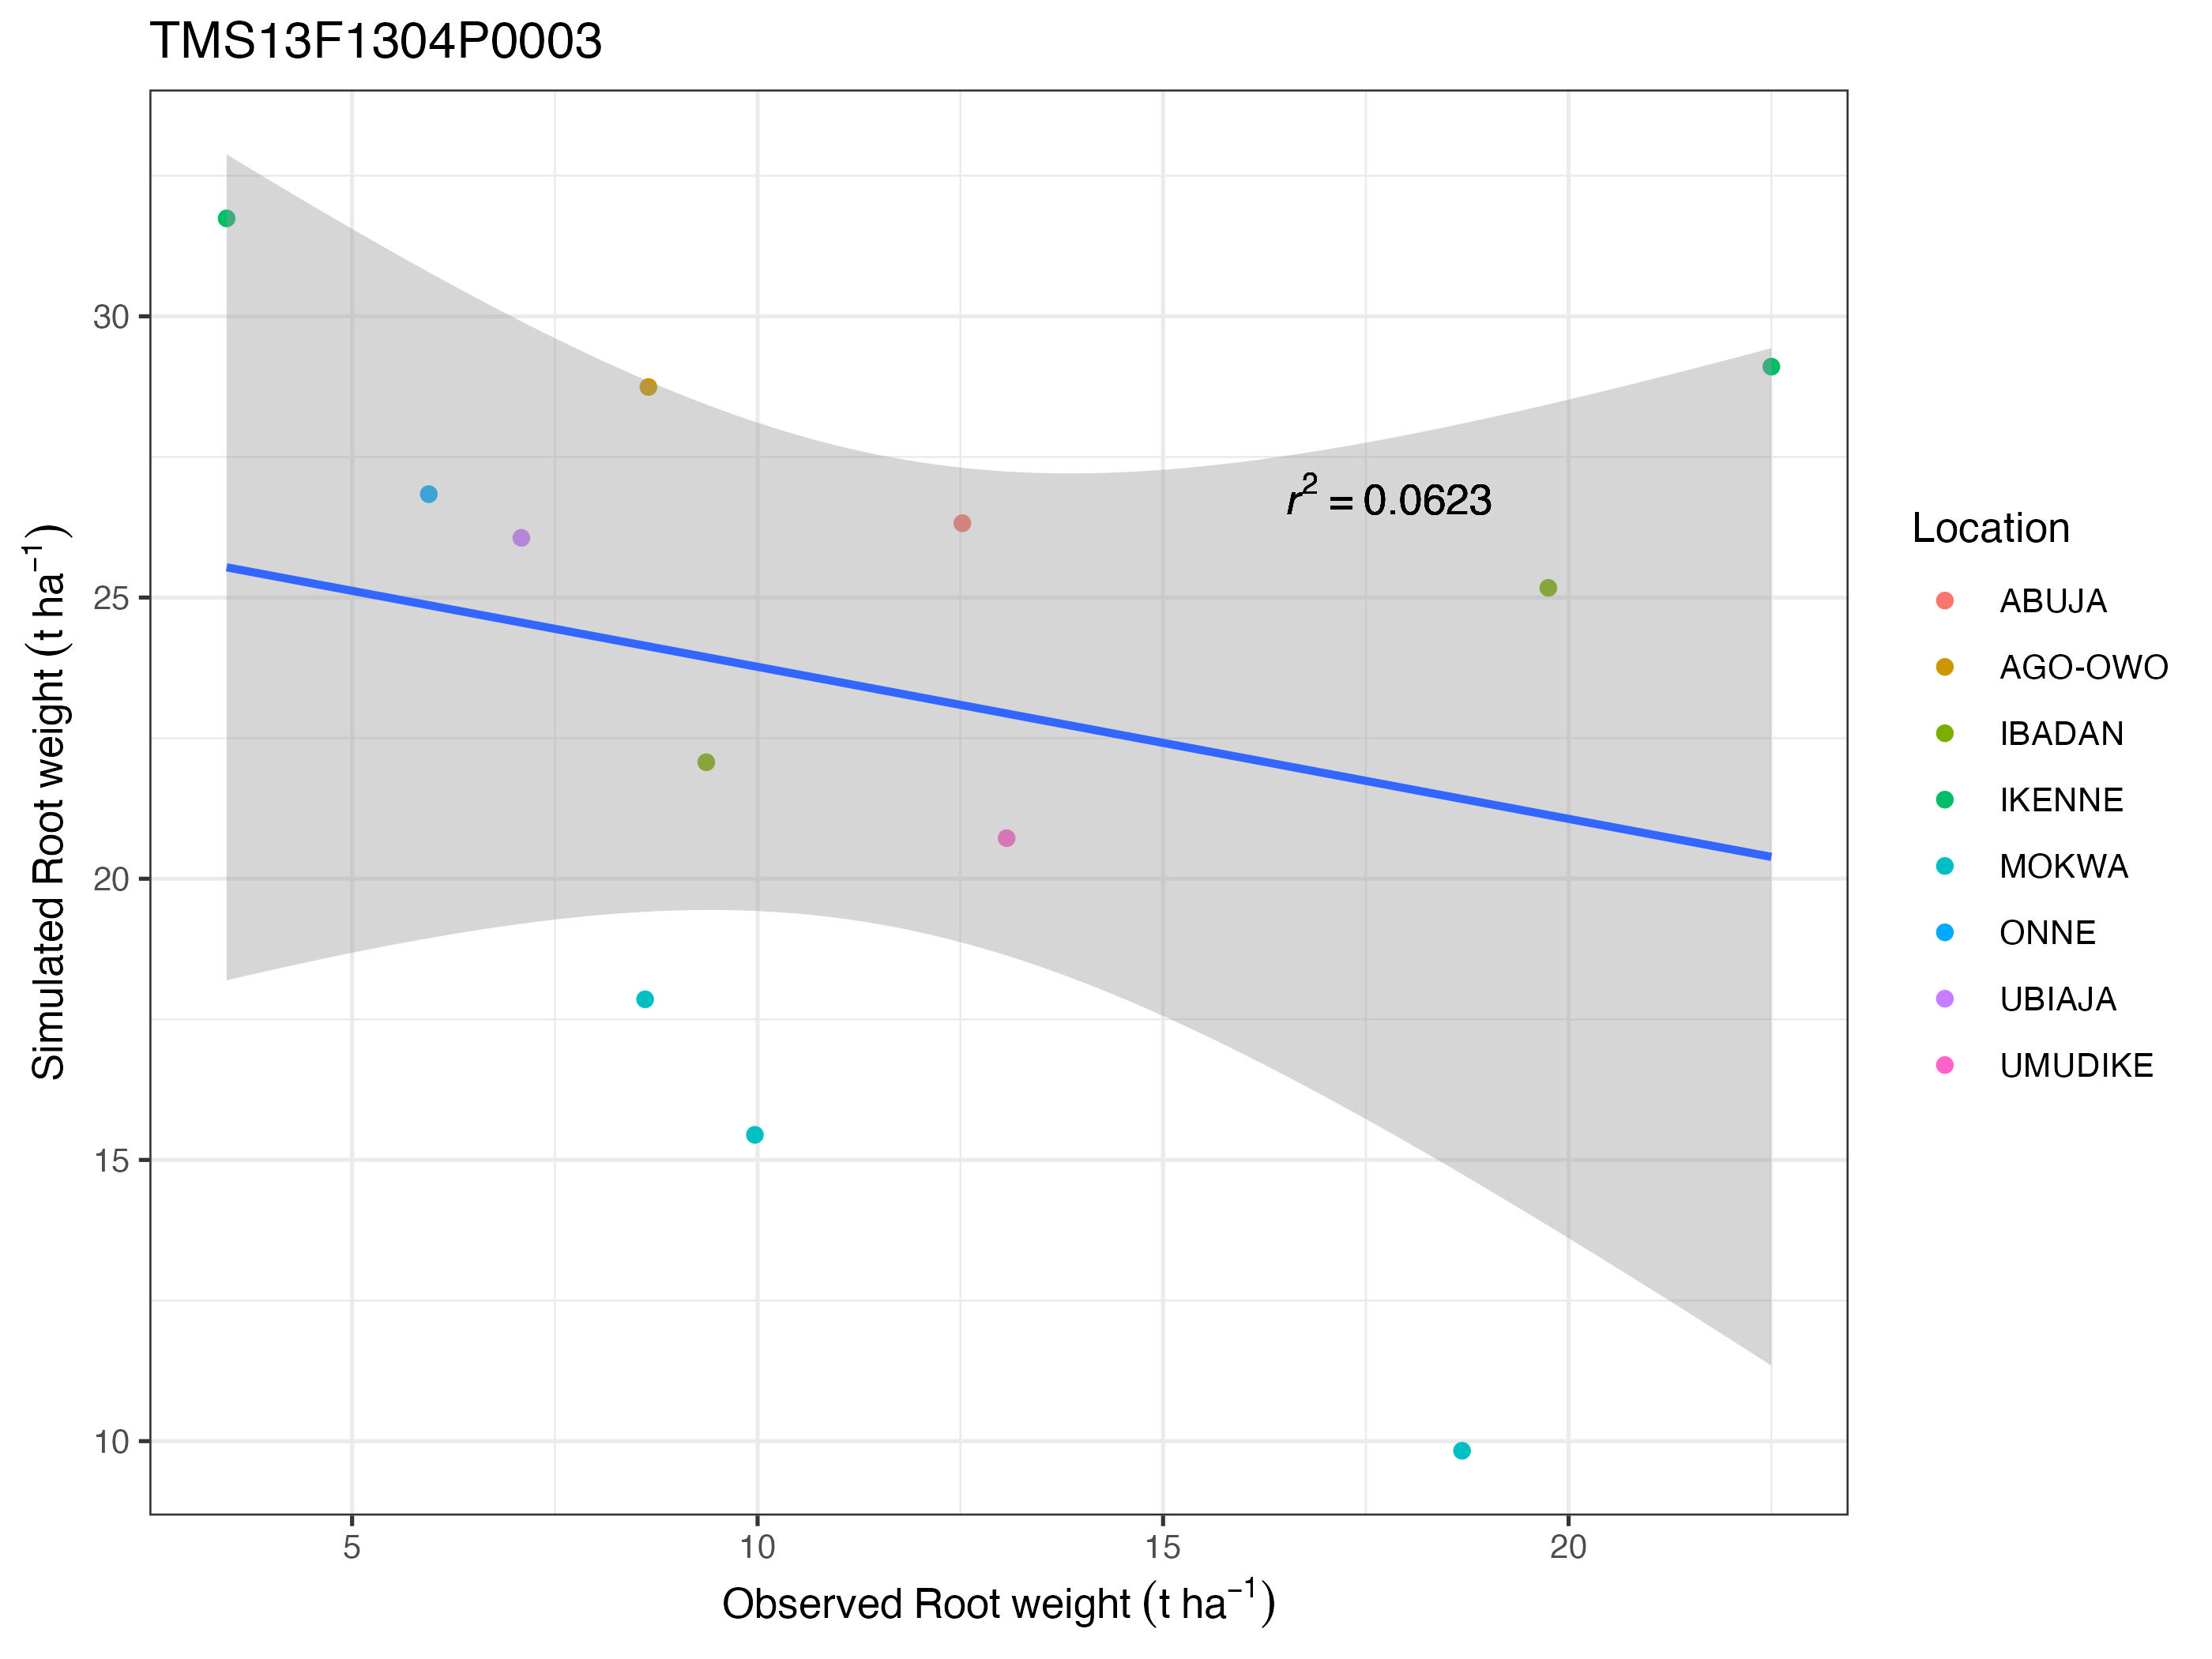 TMS13F1304P0003
Simulated Root weight (t ha⁻¹)
30
25
20
15
10
r² = 0.0623
5 10 15 20
Observed Root weight (t ha⁻¹)
Location
ABUJA
AGO-OWO
IBADAN
IKENNE
MOKWA
ONNE
UBIAJA
UMUDIKE